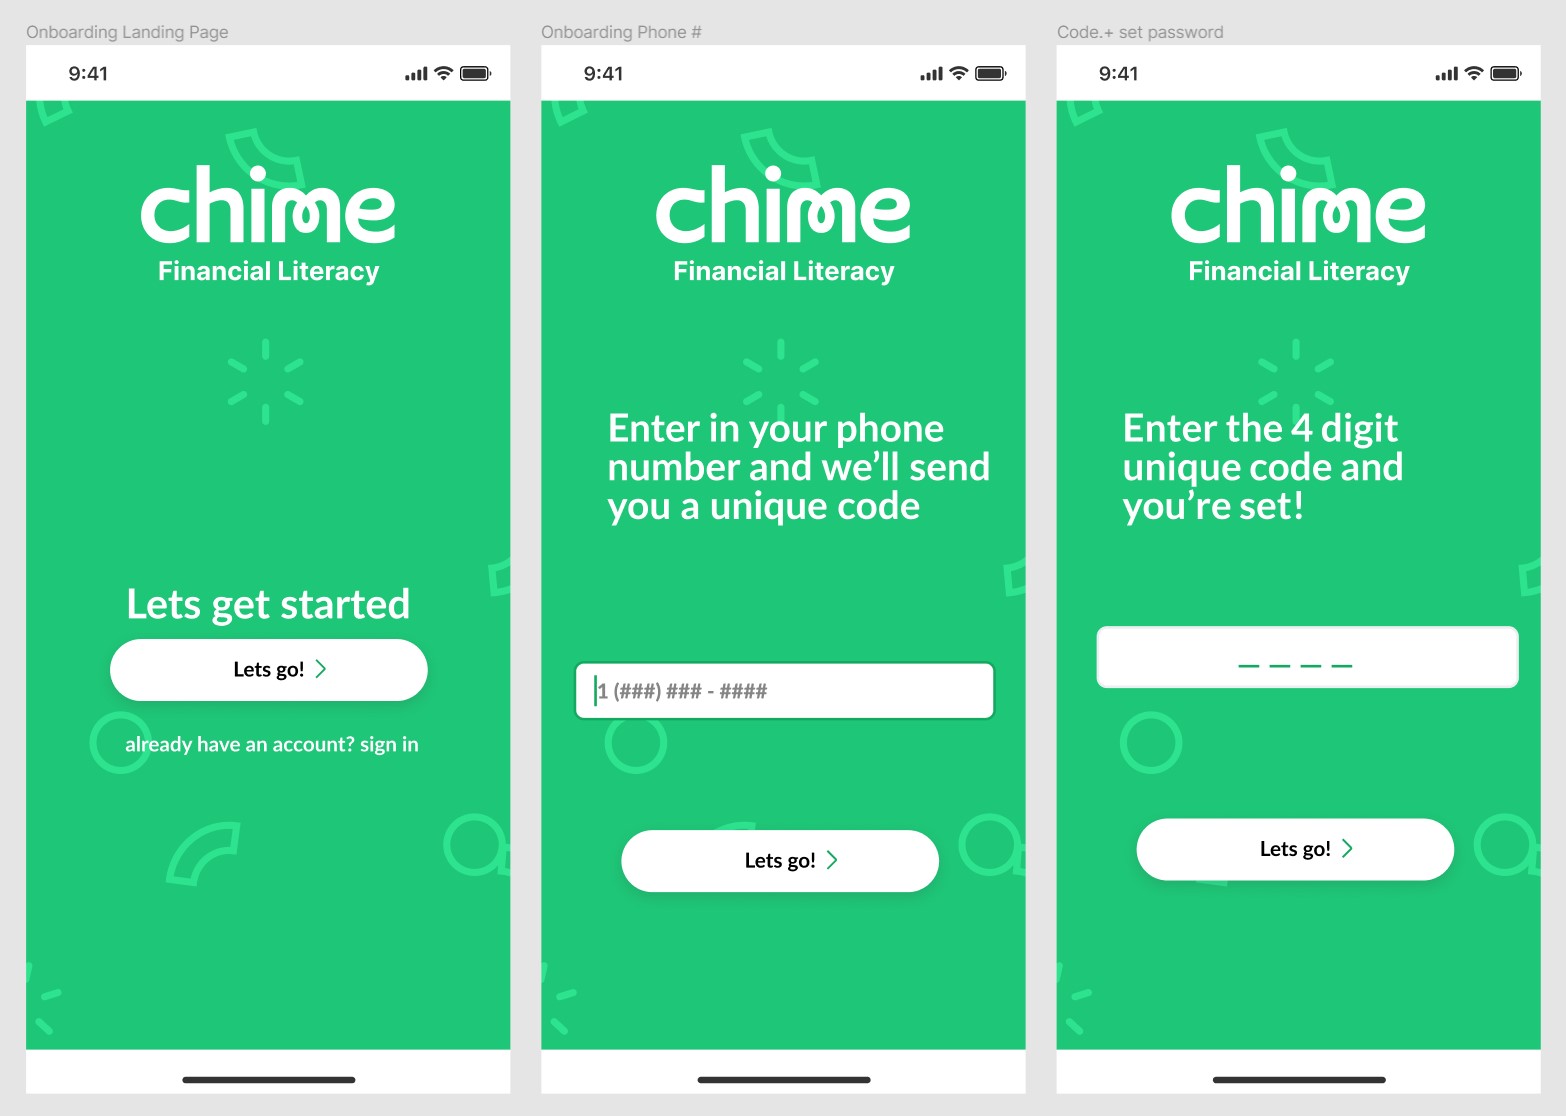 Onboarding Landing Page
9:41
chime
Financial Literacy
Lets get started
Lets go!
already have an account? sign in
Onboarding Phone #
9:41
chime
Financial Literacy
Enter in your phone
number and we’ll send
you a unique code
1 (###) ### - ####
Lets go!
Code.+ set password
9:41
chime
Financial Literacy
Enter the 4 digit
unique code and
you’re set!
_ _ _ _
Lets go!